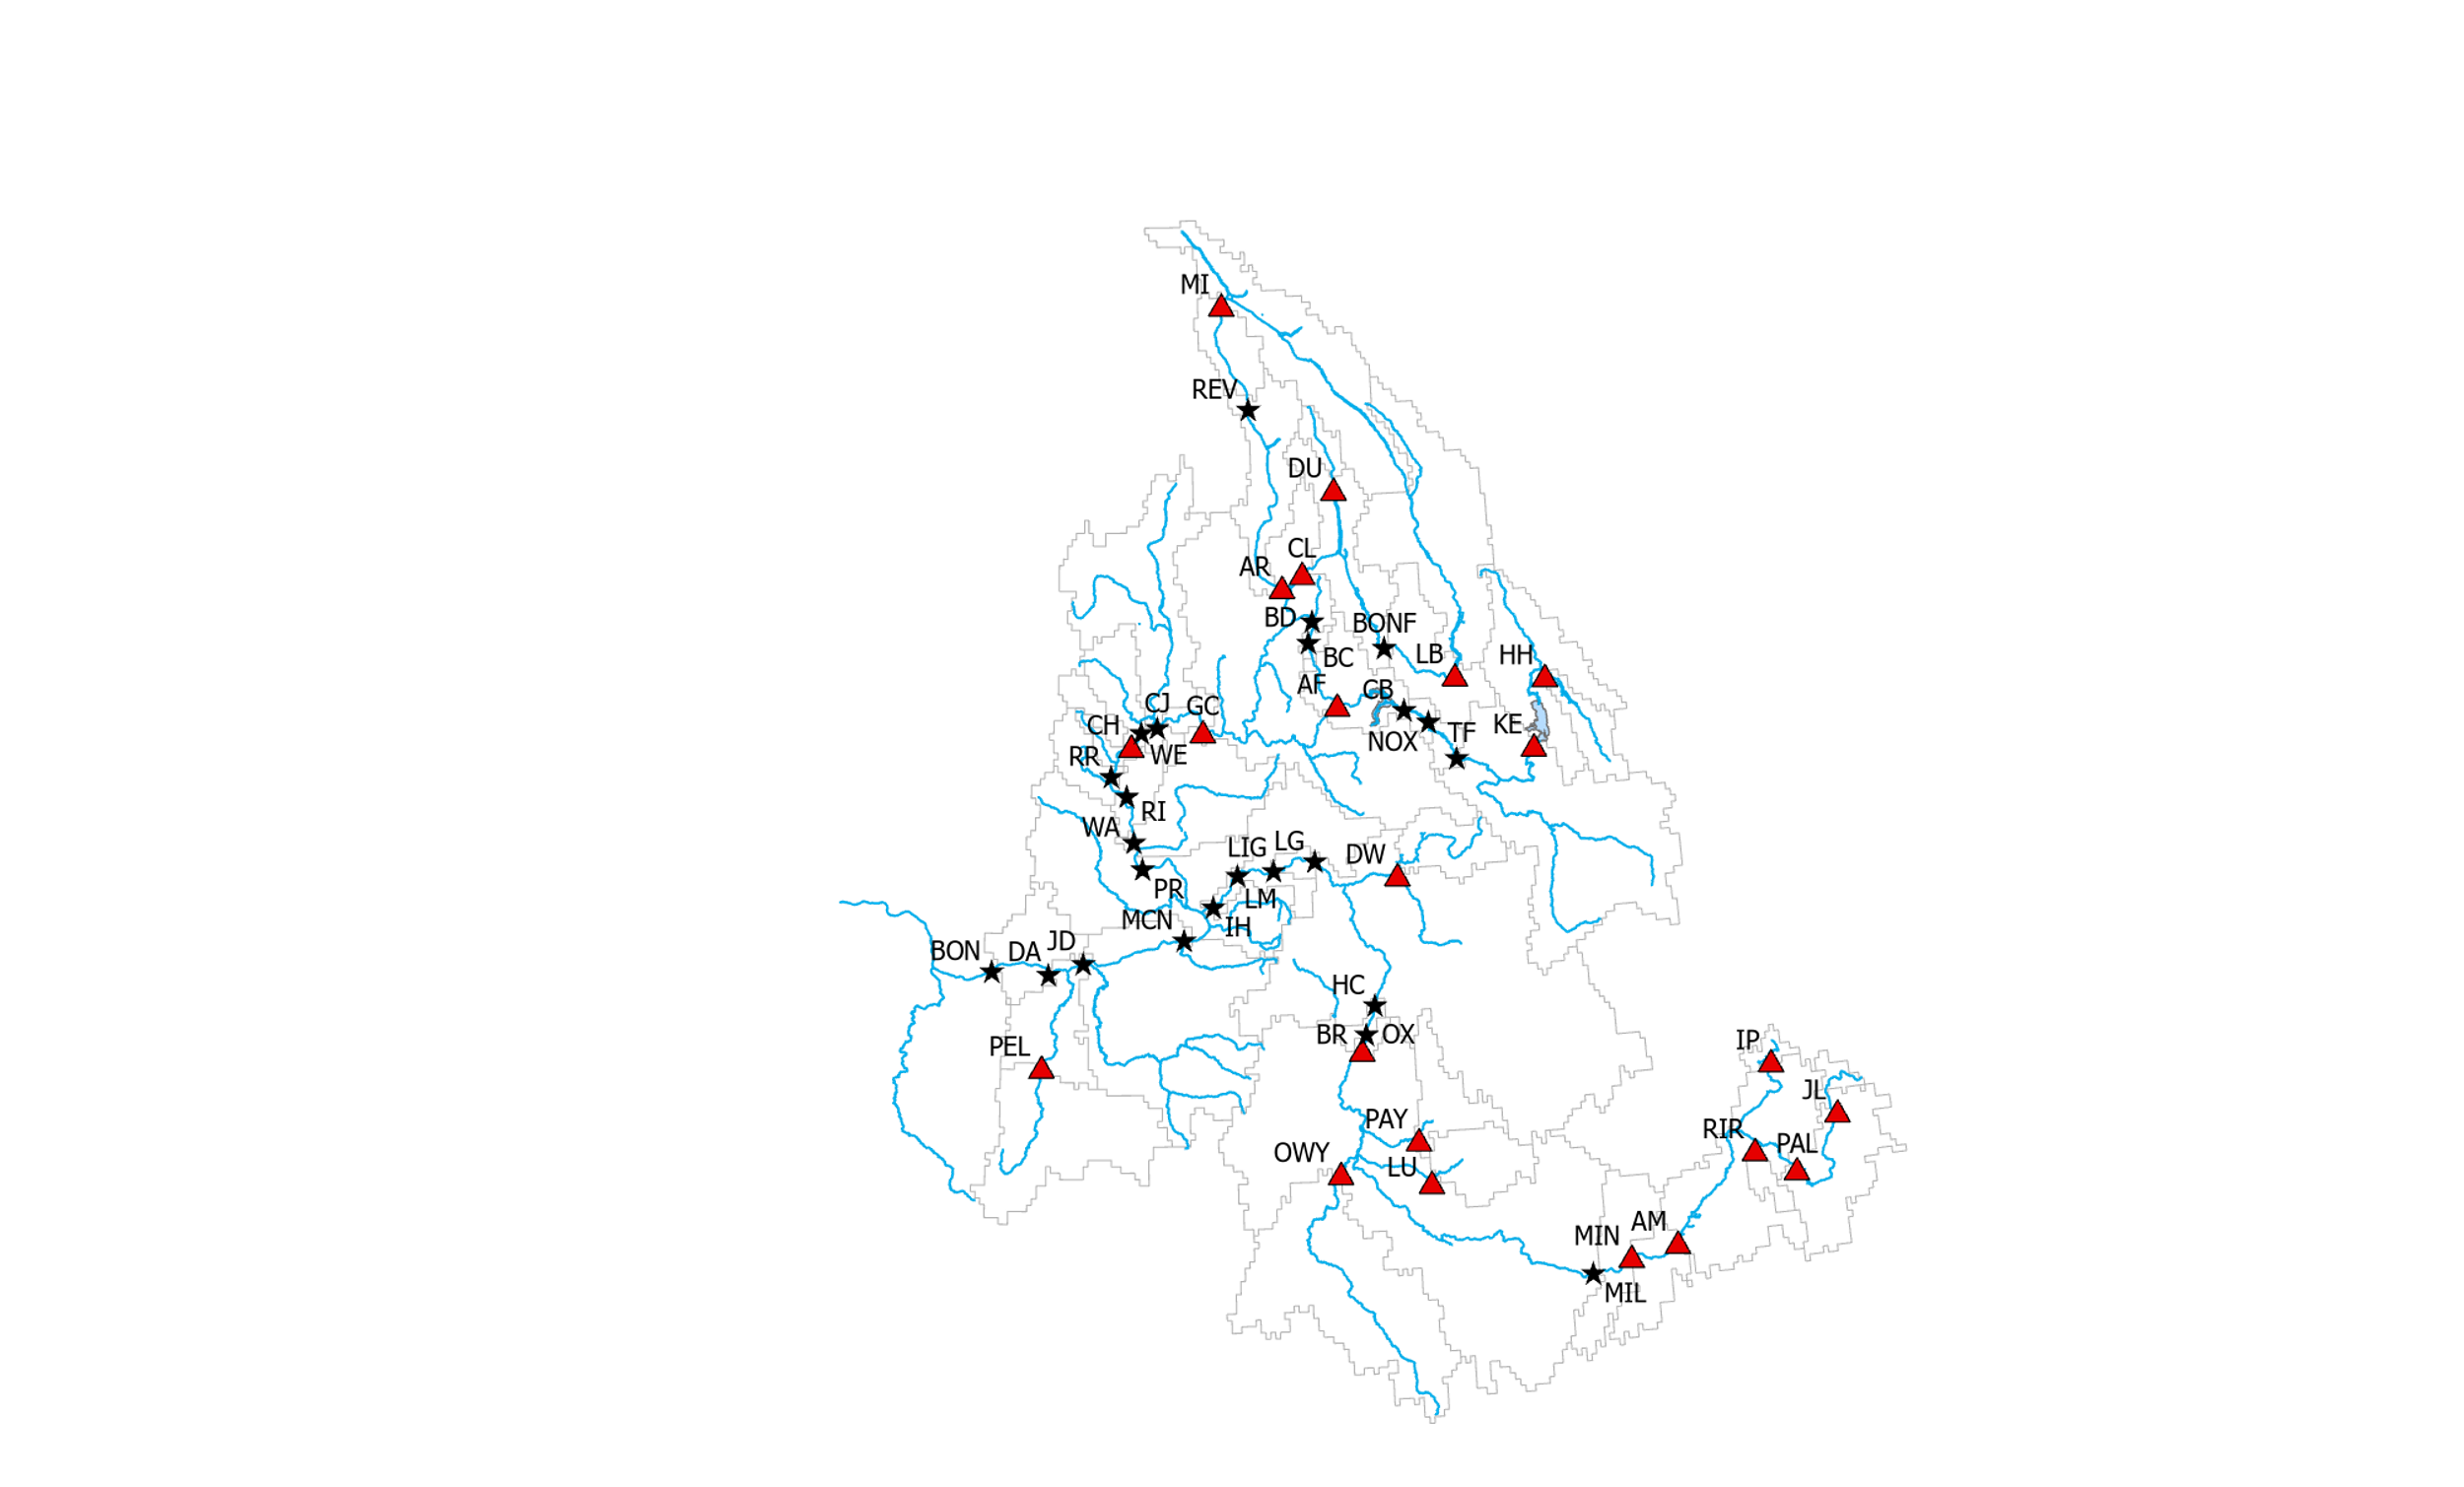 MI
REV
DU
CL
AR
BD
BONF
BC
LB
HH
AF
CB
CJ
GC
CH
KE
TF
NOX
RR
WE
RI
WA
LIG
LG
DW
PR
LM
MCN
IH
JD
BON
DA
HC
BR
OX
IP
PEL
JL
PAY
RIR
PAL
OWY
LU
AM
MIN
MIL